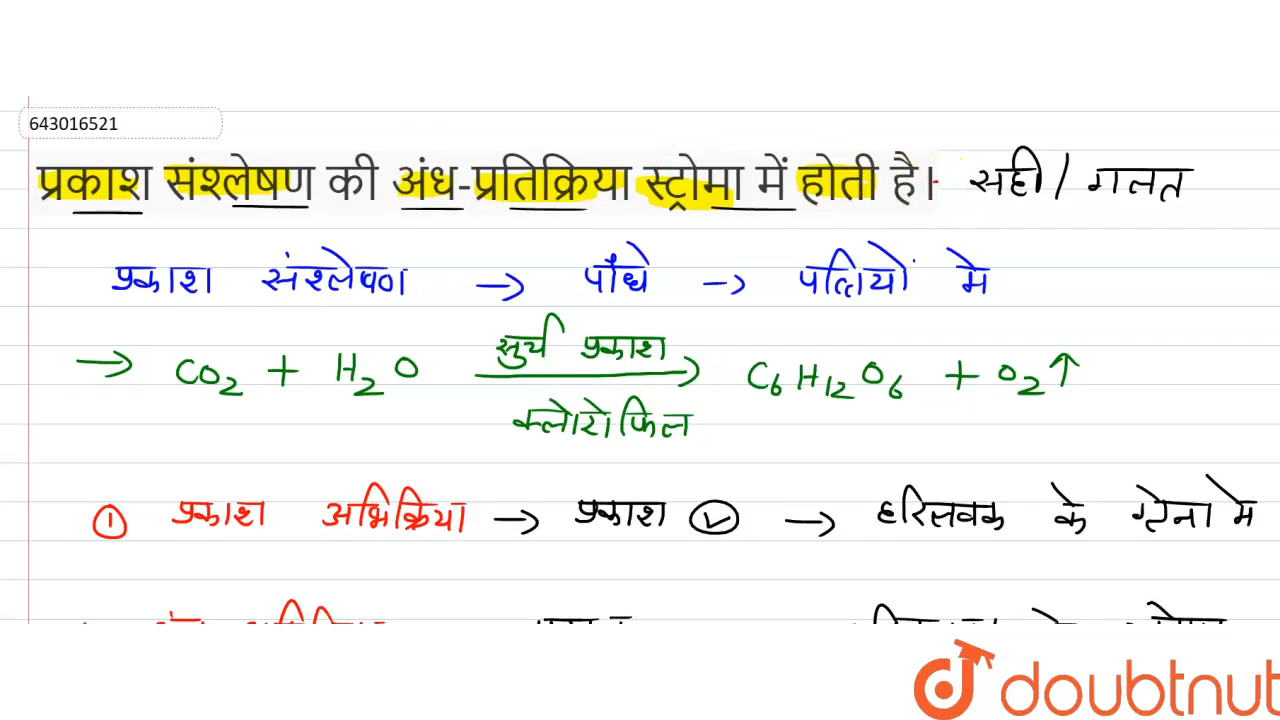 643016521
प्रकाश संश्लेषण की अंध-प्रतिक्रिया स्ट्रोमा में होती है। सही / गलत
प्रकाश संश्लेषण → पौधे → पत्तियों मे
→ CO2 + H2O सुर्य प्रकाश क्लोरोफिल → C6H12O6 + O2↑
① प्रकाश अभिक्रिया → प्रकाश ✓ → हरितलवक के ग्रेना मे
doubtnut